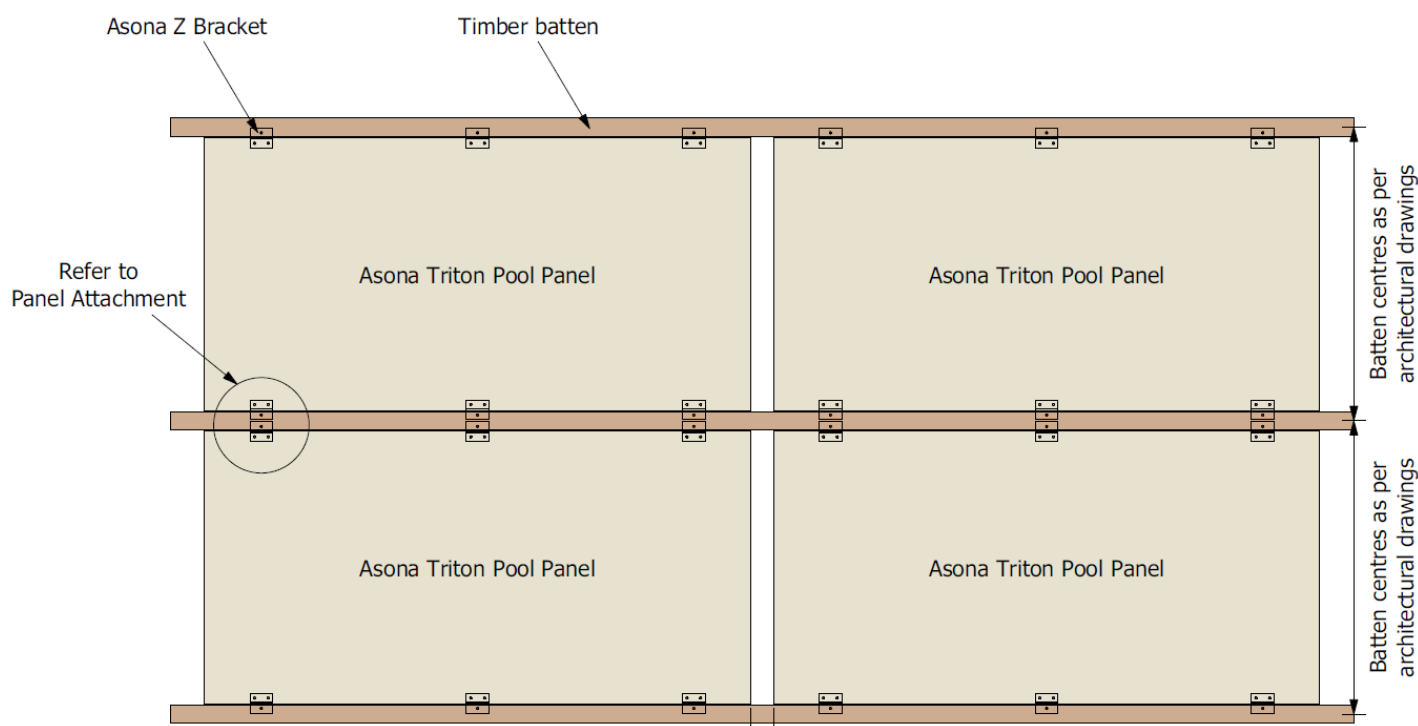 Asona Z Bracket
Timber batten
Asona Triton Pool Panel
Asona Triton Pool Panel
Batten centres as per
architectural drawings
Refer to
Panel Attachment
Asona Triton Pool Panel
Asona Triton Pool Panel
Batten centres as per
architectural drawings